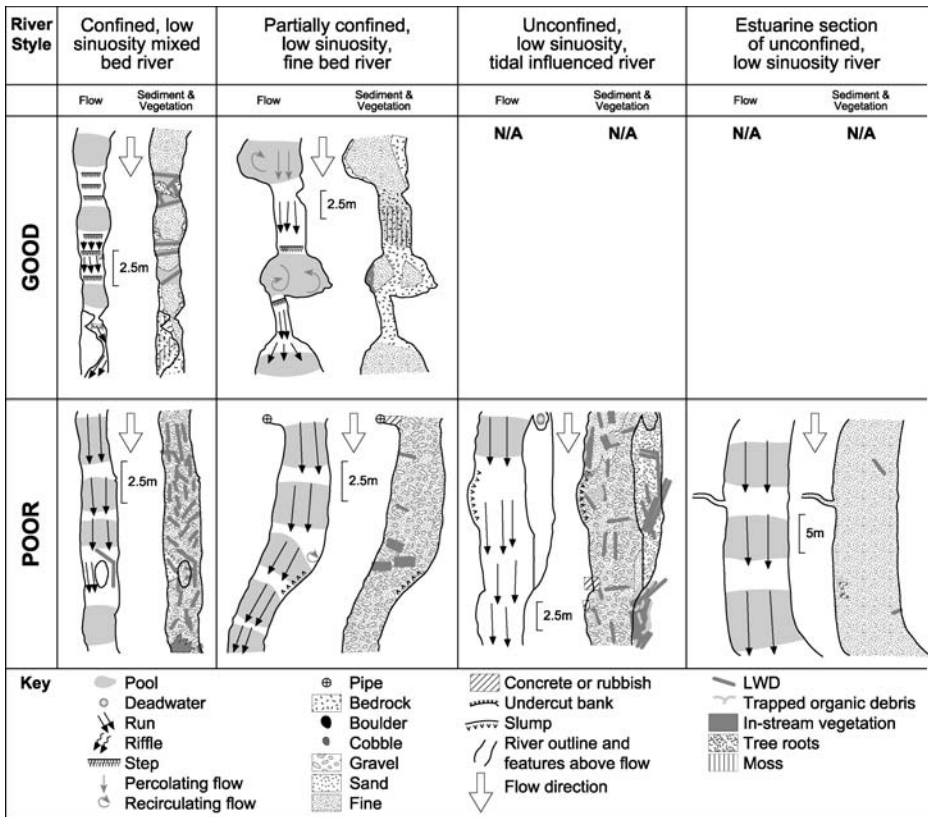 River Style
Confined, low sinuosity mixed bed river
Partially confined, low sinuosity, fine bed river
Unconfined, low sinuosity, tidal influenced river
Estuarine section of unconfined, low sinuosity river
Flow
Sediment & Vegetation
Flow
Sediment & Vegetation
Flow
Sediment & Vegetation
Flow
Sediment & Vegetation
GOOD
2.5m
2.5m
N/A
N/A
N/A
N/A
POOR
2.5m
2.5m
2.5m
5m
Key
Pool
Deadwater
Run
Riffle
Step
Percolating flow
Recirculating flow
Pipe
Bedrock
Boulder
Cobble
Gravel
Sand
Fine
Concrete or rubbish
Undercut bank
Slump
River outline and
features above flow
Flow direction
LWD
Trapped organic debris
In-stream vegetation
Tree roots
Moss